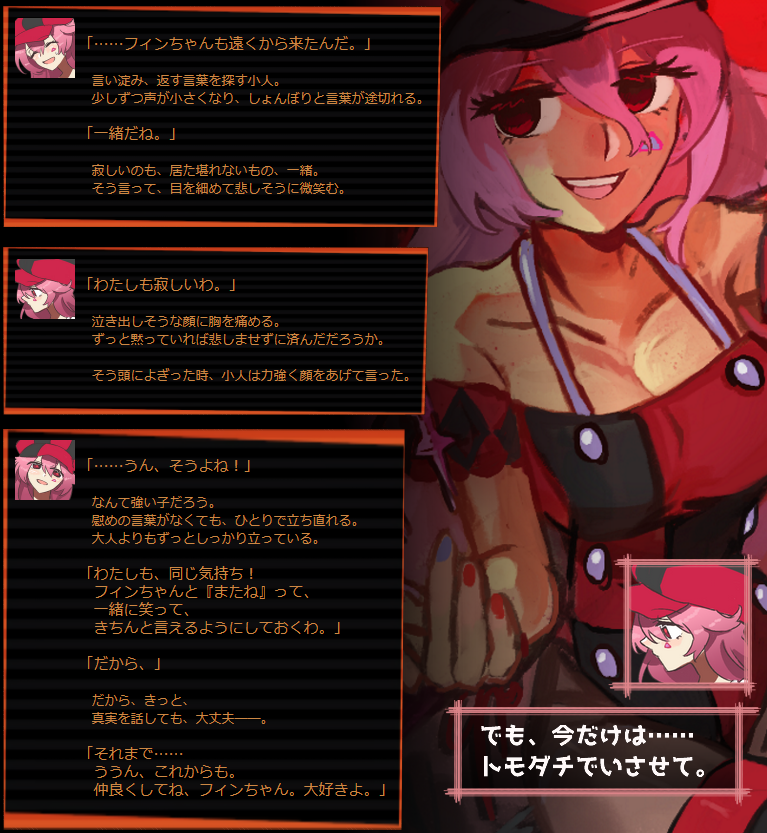 「……フィンちゃんも遠くから来たんだ。」
言い淀み、返す言葉を探す小人。
少しずつ声が小さくなり、しょんぼりと言葉が途切れる。
「一緒だね。」
寂しいのも、居た堪れないもの、一緒。
そう言って、目を細めて悲しそうに微笑む。
「わたしも寂しいわ。」
泣き出しそうな顔に胸を痛める。
ずっと黙っていれば悲しませずに済んだだろうか。
そう頭によぎった時、小人は力強く顔をあげて言った。
「……うん、そうよね！」
なんて強い子だろう。
慰めの言葉がなくても、ひとりで立ち直れる。
大人よりもずっとしっかり立っている。
「わたしも、同じ気持ち！
フィンちゃんと『またね』って、
一緒に笑って、
きちんと言えるようにしておくわ。」
「だから、」
だから、きっと、
真実を話しても、大丈夫――。
「それまで……
ううん、これからも。
仲良くしてね、フィンちゃん。大好きよ。」
でも、今だけは……
トモダチでいさせて。